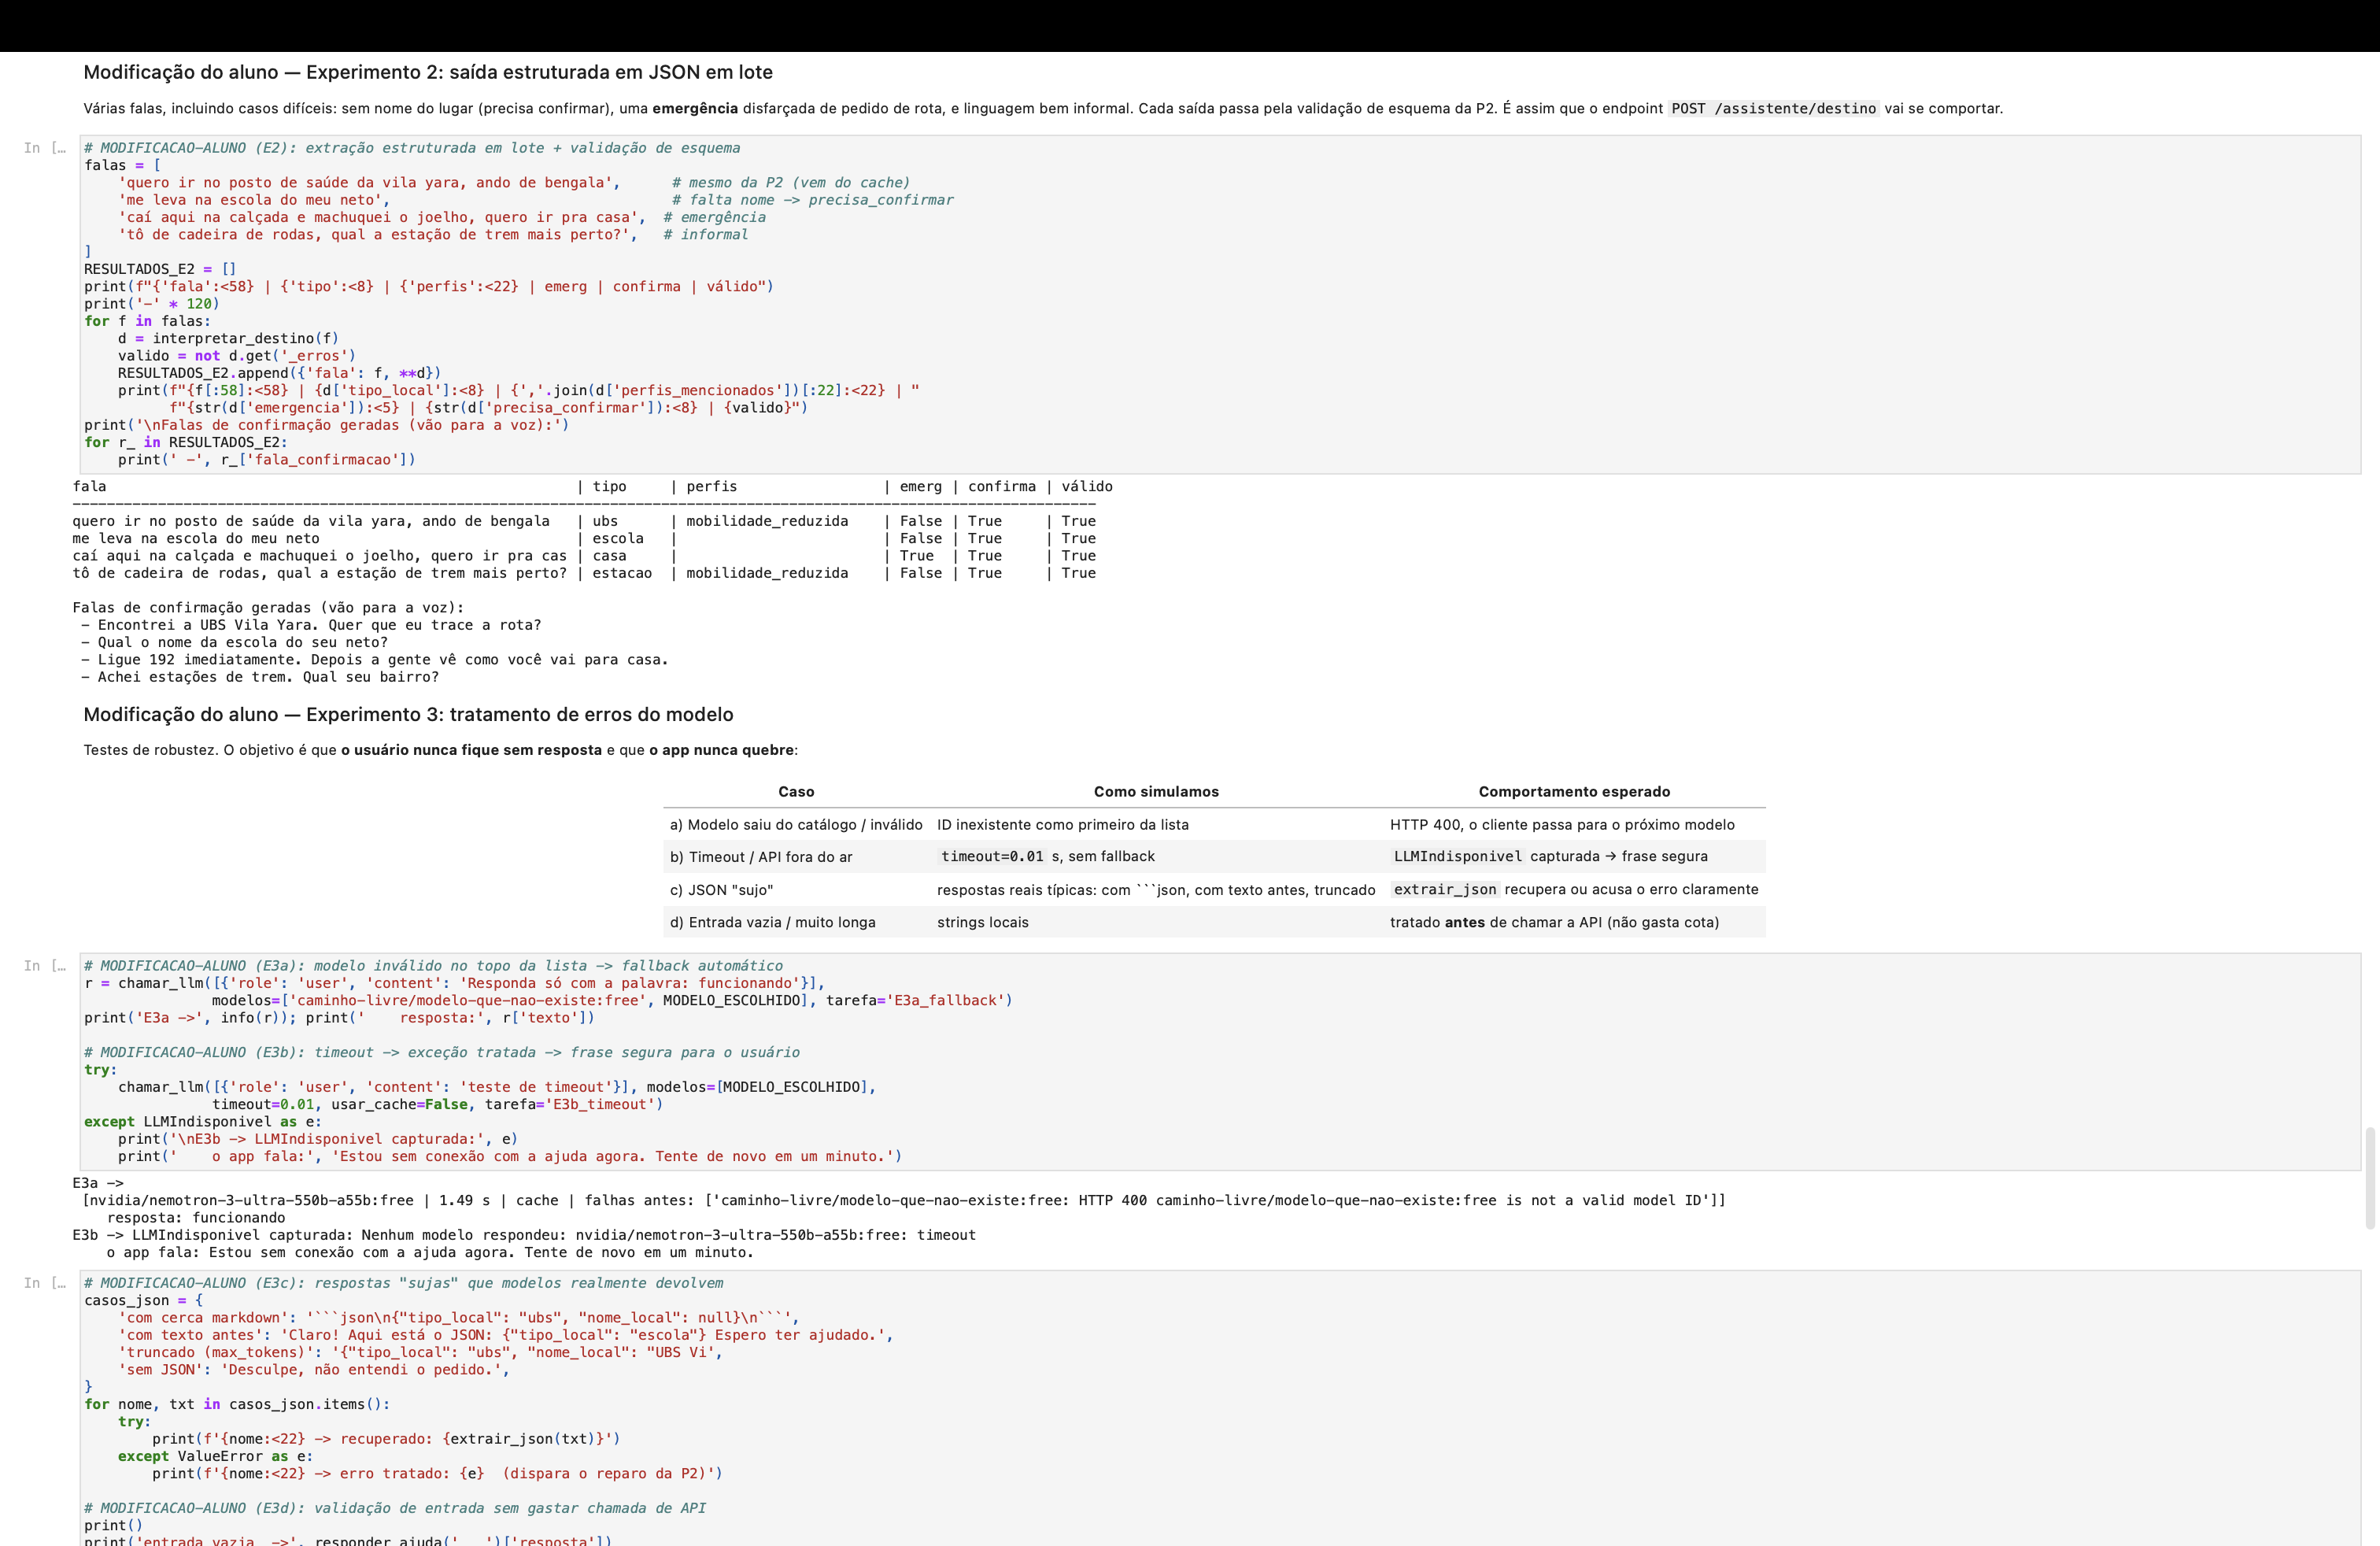 Modificação do aluno — Experimento 2: saída estruturada em JSON em lote
Várias falas, incluindo casos difíceis: sem nome do lugar (precisa confirmar), uma emergência disfarçada de pedido de rota, e linguagem bem informal. Cada saída passa pela validação de esquema da P2. É assim que o endpoint POST /assistente/destino vai se comportar.
In […
# MODIFICACAO-ALUNO (E2): extração estruturada em lote + validação de esquema
falas = [
    'quero ir no posto de saúde da vila yara, ando de bengala',      # mesmo da P2 (vem do cache)
    'me leva na escola do meu neto',                                 # falta nome -> precisa_confirmar
    'caí aqui na calçada e machuquei o joelho, quero ir pra casa',  # emergência
    'tô de cadeira de rodas, qual a estação de trem mais perto?',   # informal
]
RESULTADOS_E2 = []
print(f"{'fala':<58} | {'tipo':<8} | {'perfis':<22} | emerg | confirma | válido")
print('-' * 120)
for f in falas:
    d = interpretar_destino(f)
    valido = not d.get('_erros')
    RESULTADOS_E2.append({'fala': f, **d})
    print(f"{f[:58]:<58} | {d['tipo_local']:<8} | {','.join(d['perfis_mencionados'])[:22]:<22} | "
          f"{str(d['emergencia']):<5} | {str(d['precisa_confirmar']):<8} | {valido}")
print('\nFalas de confirmação geradas (vão para a voz):')
for r_ in RESULTADOS_E2:
    print(' -', r_['fala_confirmacao'])
fala                                                       | tipo     | perfis                 | emerg | confirma | válido
------------------------------------------------------------------------------------------------------------------------
quero ir no posto de saúde da vila yara, ando de bengala   | ubs      | mobilidade_reduzida    | False | True     | True
me leva na escola do meu neto                              | escola   |                        | False | True     | True
caí aqui na calçada e machuquei o joelho, quero ir pra cas | casa     |                        | True  | True     | True
tô de cadeira de rodas, qual a estação de trem mais perto? | estacao  | mobilidade_reduzida    | False | True     | True
Falas de confirmação geradas (vão para a voz):
 - Encontrei a UBS Vila Yara. Quer que eu trace a rota?
 - Qual o nome da escola do seu neto?
 - Ligue 192 imediatamente. Depois a gente vê como você vai para casa.
 - Achei estações de trem. Qual seu bairro?
Modificação do aluno — Experimento 3: tratamento de erros do modelo
Testes de robustez. O objetivo é que o usuário nunca fique sem resposta e que o app nunca quebre:
Caso Como simulamos Comportamento esperado
a) Modelo saiu do catálogo / inválido ID inexistente como primeiro da lista HTTP 400, o cliente passa para o próximo modelo
b) Timeout / API fora do ar timeout=0.01 s, sem fallback LLMIndisponivel capturada → frase segura
c) JSON "sujo" respostas reais típicas: com ```json, com texto antes, truncado extrair_json recupera ou acusa o erro claramente
d) Entrada vazia / muito longa strings locais tratado antes de chamar a API (não gasta cota)
In […
# MODIFICACAO-ALUNO (E3a): modelo inválido no topo da lista -> fallback automático
r = chamar_llm([{'role': 'user', 'content': 'Responda só com a palavra: funcionando'}],
               modelos=['caminho-livre/modelo-que-nao-existe:free', MODELO_ESCOLHIDO], tarefa='E3a_fallback')
print('E3a ->', info(r)); print('    resposta:', r['texto'])
# MODIFICACAO-ALUNO (E3b): timeout -> exceção tratada -> frase segura para o usuário
try:
    chamar_llm([{'role': 'user', 'content': 'teste de timeout'}], modelos=[MODELO_ESCOLHIDO],
               timeout=0.01, usar_cache=False, tarefa='E3b_timeout')
except LLMIndisponivel as e:
    print('\nE3b -> LLMIndisponivel capturada:', e)
    print('    o app fala:', 'Estou sem conexão com a ajuda agora. Tente de novo em um minuto.')
E3a ->
 [nvidia/nemotron-3-ultra-550b-a55b:free | 1.49 s | cache | falhas antes: ['caminho-livre/modelo-que-nao-existe:free: HTTP 400 caminho-livre/modelo-que-nao-existe:free is not a valid model ID']]
    resposta: funcionando
E3b -> LLMIndisponivel capturada: Nenhum modelo respondeu: nvidia/nemotron-3-ultra-550b-a55b:free: timeout
    o app fala: Estou sem conexão com a ajuda agora. Tente de novo em um minuto.
In […
# MODIFICACAO-ALUNO (E3c): respostas "sujas" que modelos realmente devolvem
casos_json = {
    'com cerca markdown': '```json\n{"tipo_local": "ubs", "nome_local": null}\n```',
    'com texto antes': 'Claro! Aqui está o JSON: {"tipo_local": "escola"} Espero ter ajudado.',
    'truncado (max_tokens)': '{"tipo_local": "ubs", "nome_local": "UBS Vi',
    'sem JSON': 'Desculpe, não entendi o pedido.',
}
for nome, txt in casos_json.items():
    try:
        print(f'{nome:<22} -> recuperado: {extrair_json(txt)}')
    except ValueError as e:
        print(f'{nome:<22} -> erro tratado: {e}  (dispara o reparo da P2)')
# MODIFICACAO-ALUNO (E3d): validação de entrada sem gastar chamada de API
print()
print('entrada vazia  ->', responder_ajuda('   ')['resposta'])